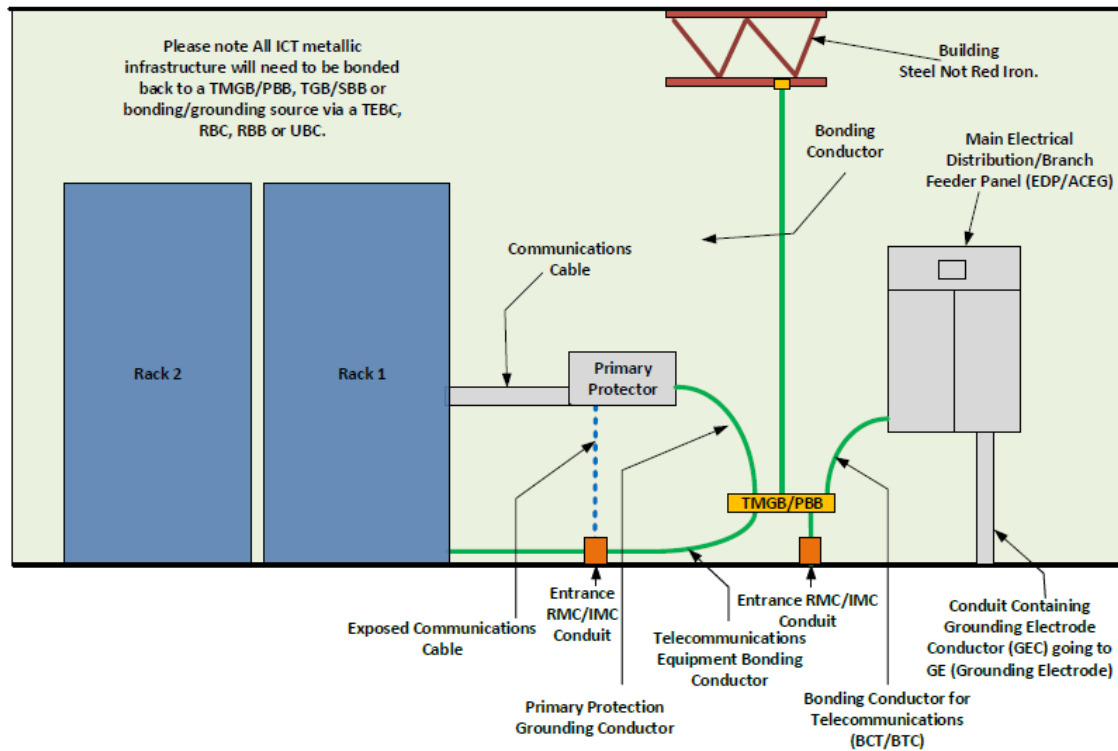 Please note All ICT metallic
infrastructure will need to be bonded
back to a TMGB/PBB, TGB/SBB or
bonding/grounding source via a TEBC,
RBC, RBB or UBC.
Building
Steel Not Red Iron.
Bonding
Conductor
Main Electrical
Distribution/Branch
Feeder Panel (EDP/ACEG)
Communications
Cable
Rack 2
Rack 1
Primary
Protector
TMGB/PBB
Entrance
RMC/IMC
Conduit
Entrance RMC/IMC
Conduit
Exposed Communications
Cable
Telecommunications
Equipment Bonding
Conductor
Conduit Containing
Grounding Electrode
Conductor (GEC) going to
GE (Grounding Electrode)
Primary Protection
Grounding Conductor
Bonding Conductor for
Telecommunications
(BCT/BTC)